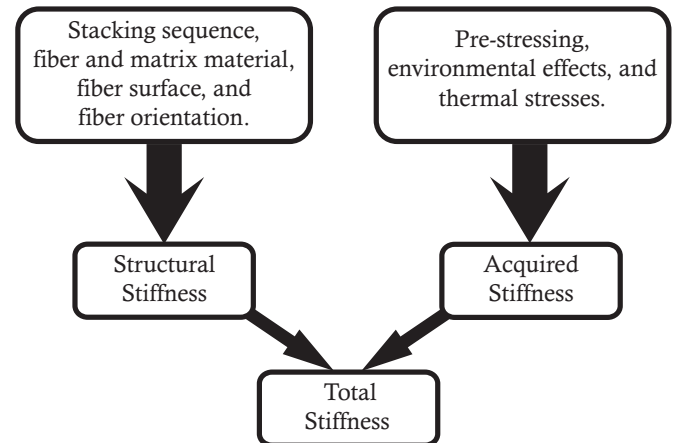 Stacking sequence,
fiber and matrix material,
fiber surface, and
fiber orientation.
Pre-stressing,
environmental effects, and
thermal stresses.
Structural
Stiffness
Acquired
Stiffness
Total
Stiffness